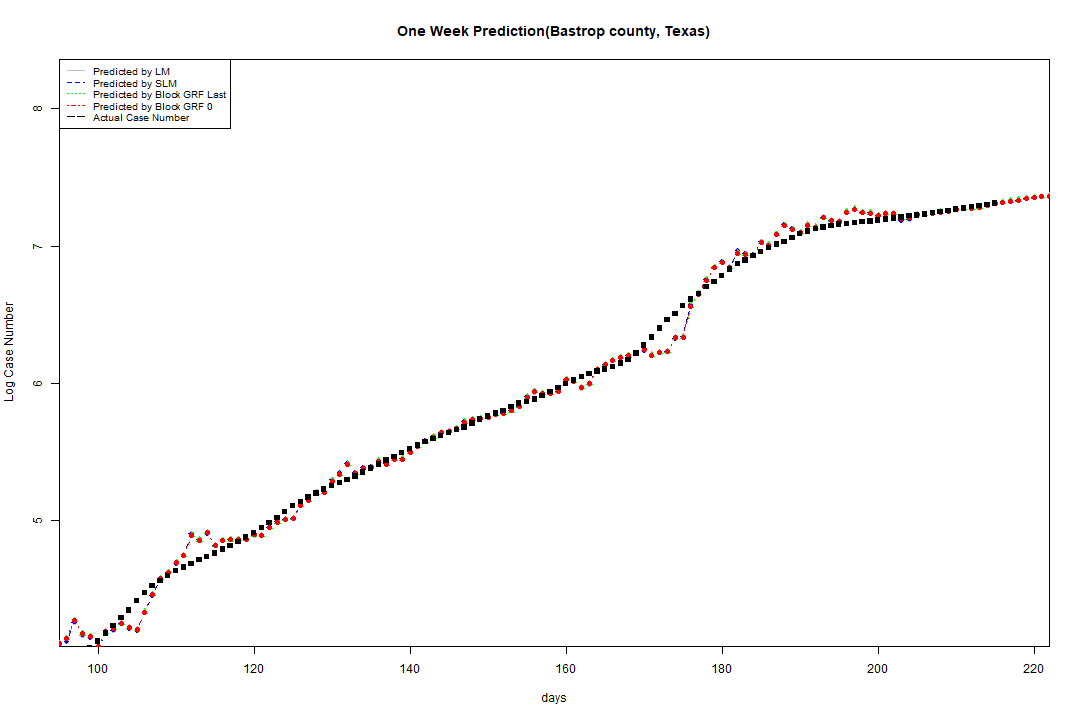 One Week Prediction(Bastrop county, Texas)
Predicted by LM
Predicted by SLM
Predicted by Block GRF Last
Predicted by Block GRF 0
Actual Case Number
8
7
6
5
Log Case Number
100 120 140 160 180 200 220
days